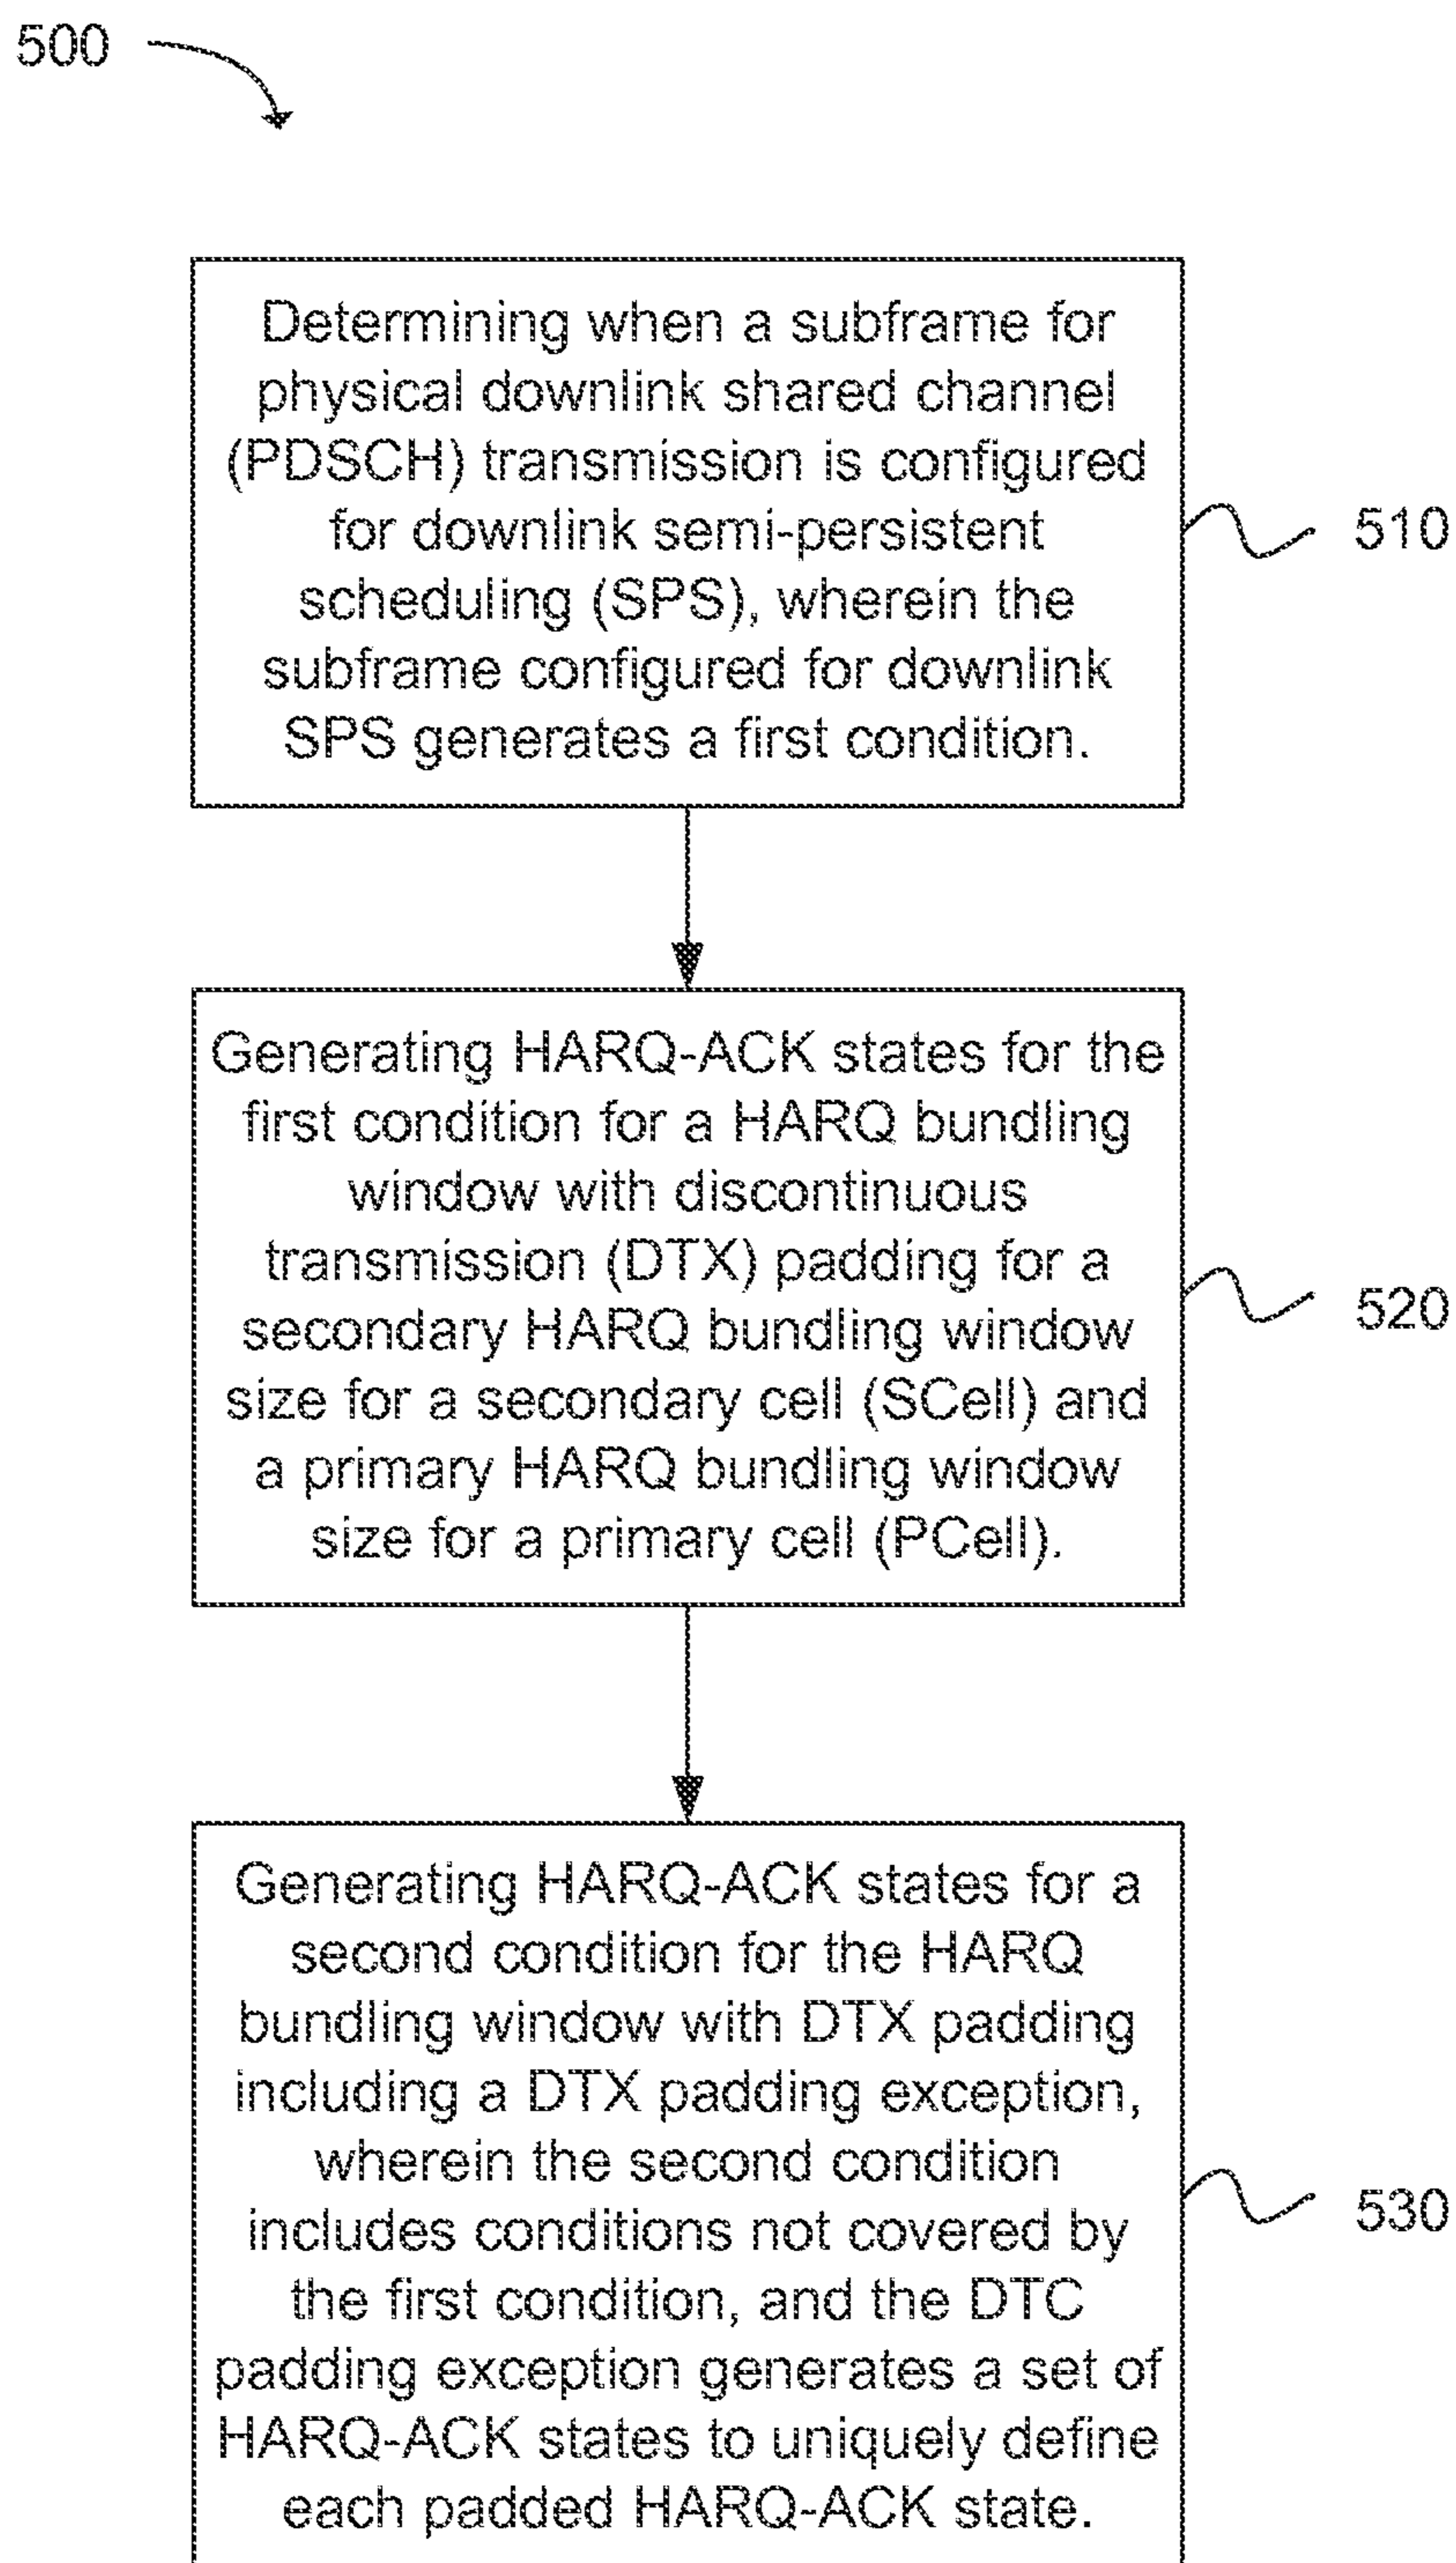 500
Determining when a subframe for
physical downlink shared channel
(PDSCH) transmission is configured
for downlink semi-persistent
scheduling (SPS), wherein the
subframe configured for downlink
SPS generates a first condition.
510
Generating HARQ-ACK states for the
first condition for a HARQ bundling
window with discontinuous
transmission (DTX) padding for a
secondary HARQ bundling window
size for a secondary cell (SCell) and
a primary HARQ bundling window
size for a primary cell (PCell).
520
Generating HARQ-ACK states for a
second condition for the HARQ
bundling window with DTX padding
including a DTX padding exception,
wherein the second condition
includes conditions not covered by
the first condition, and the DTC
padding exception generates a set of
HARQ-ACK states to uniquely define
each padded HARQ-ACK state.
530